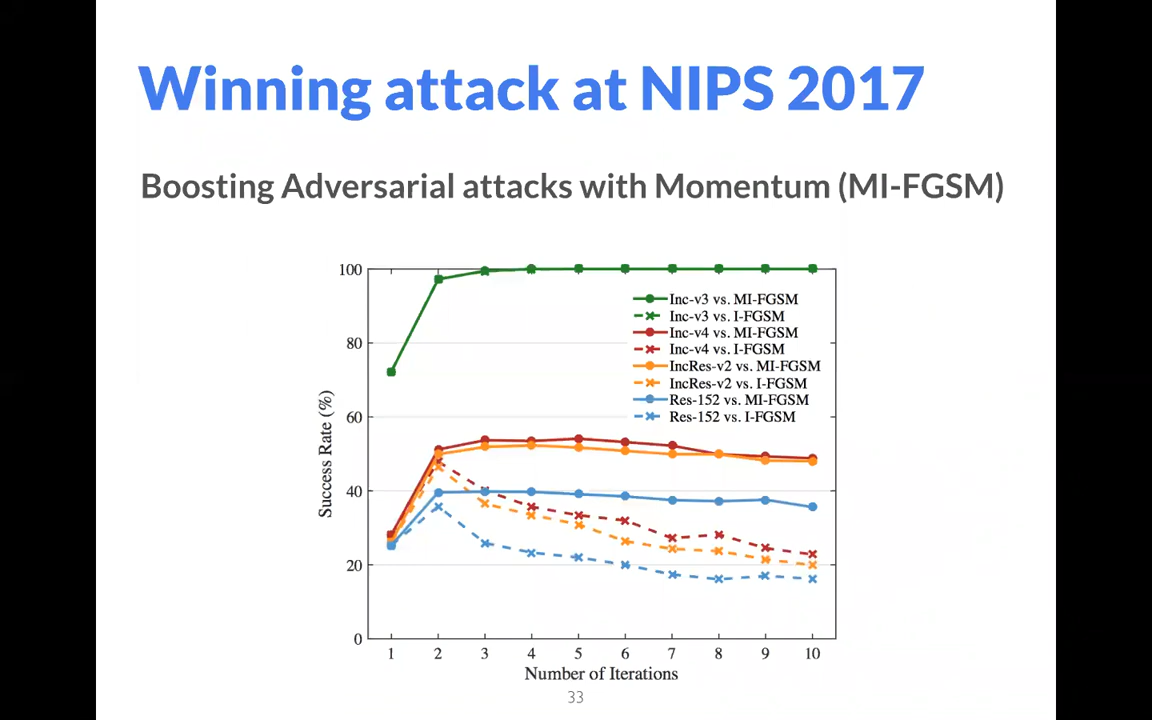 Winning attack at NIPS 2017
Boosting Adversarial attacks with Momentum (MI-FGSM)
100
80
60
40
20
0
Success Rate (%)
Inc-v3 vs. MI-FGSM
Inc-v3 vs. I-FGSM
Inc-v4 vs. MI-FGSM
Inc-v4 vs. I-FGSM
IncRes-v2 vs. MI-FGSM
IncRes-v2 vs. I-FGSM
Res-152 vs. MI-FGSM
Res-152 vs. I-FGSM
1 2 3 4 5 6 7 8 9 10
Number of Iterations
33